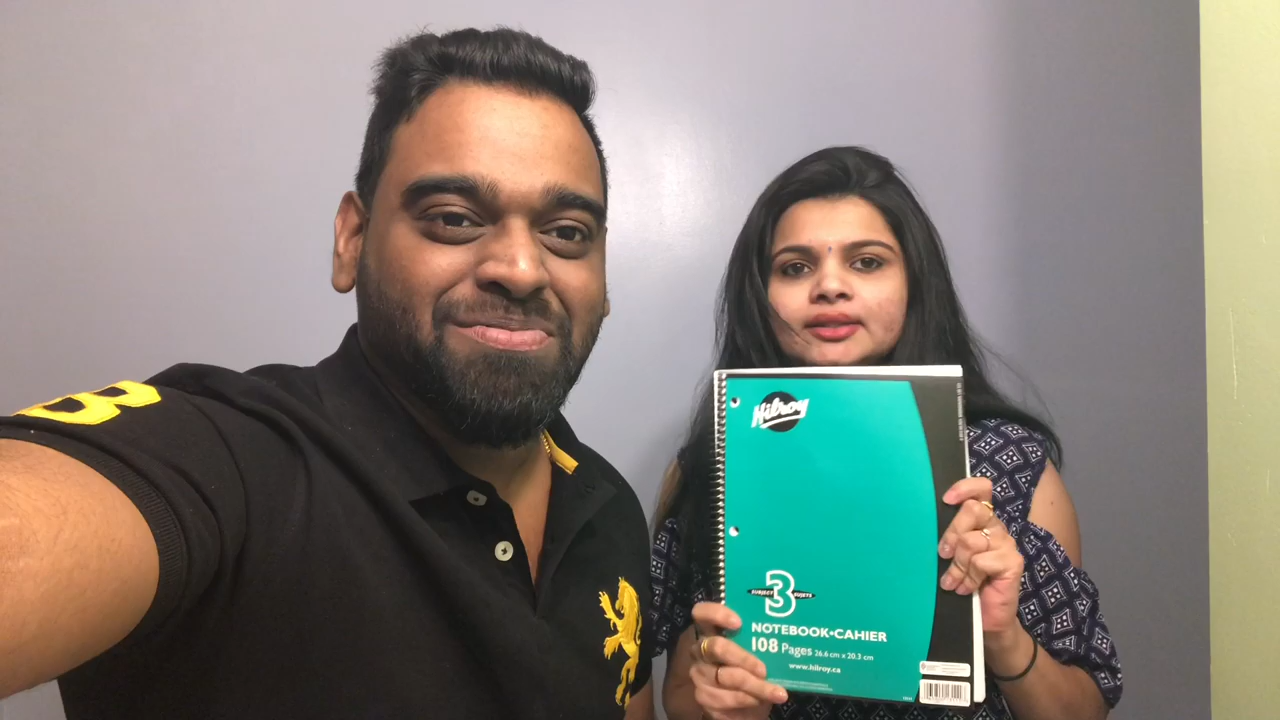 B
Hilroy
SUBJECT 3 SUJETS
NOTEBOOK•CAHIER
108 Pages 26.6 cm x 20.3 cm
www.hilroy.ca